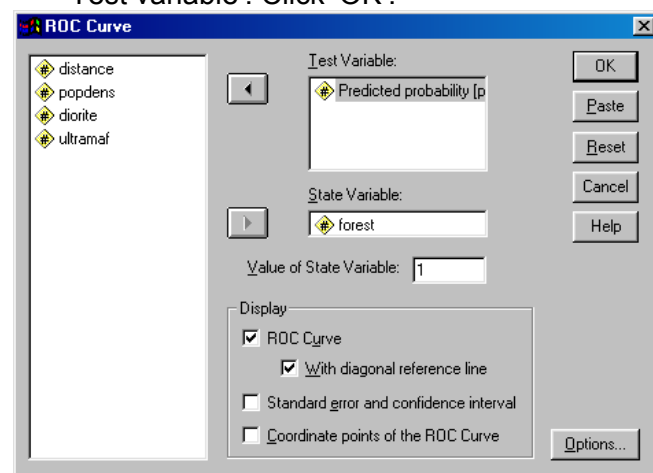 Test Variable'. Click 'OK'.
ROC Curve
distance
popdens
diorite
ultramaf
Test Variable:
Predicted probability [p
State Variable:
forest
Value of State Variable: 1
Display
ROC Curve
With diagonal reference line
Standard error and confidence interval
Coordinate points of the ROC Curve
OK
Paste
Reset
Cancel
Help
Options...